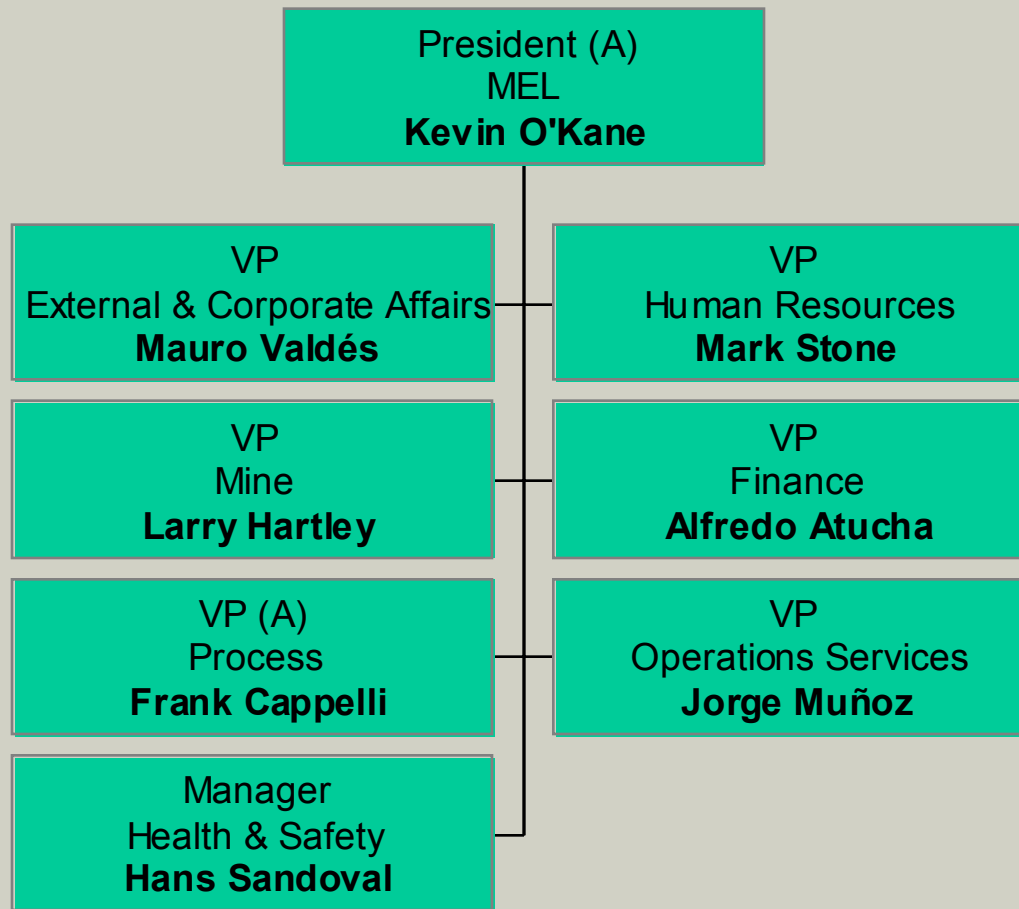 President (A)
MEL
Kevin O'Kane
VP
External & Corporate Affairs
Mauro Valdés
VP
Human Resources
Mark Stone
VP
Mine
Larry Hartley
VP
Finance
Alfredo Atucha
VP (A)
Process
Frank Cappelli
VP
Operations Services
Jorge Muñoz
Manager
Health & Safety
Hans Sandoval